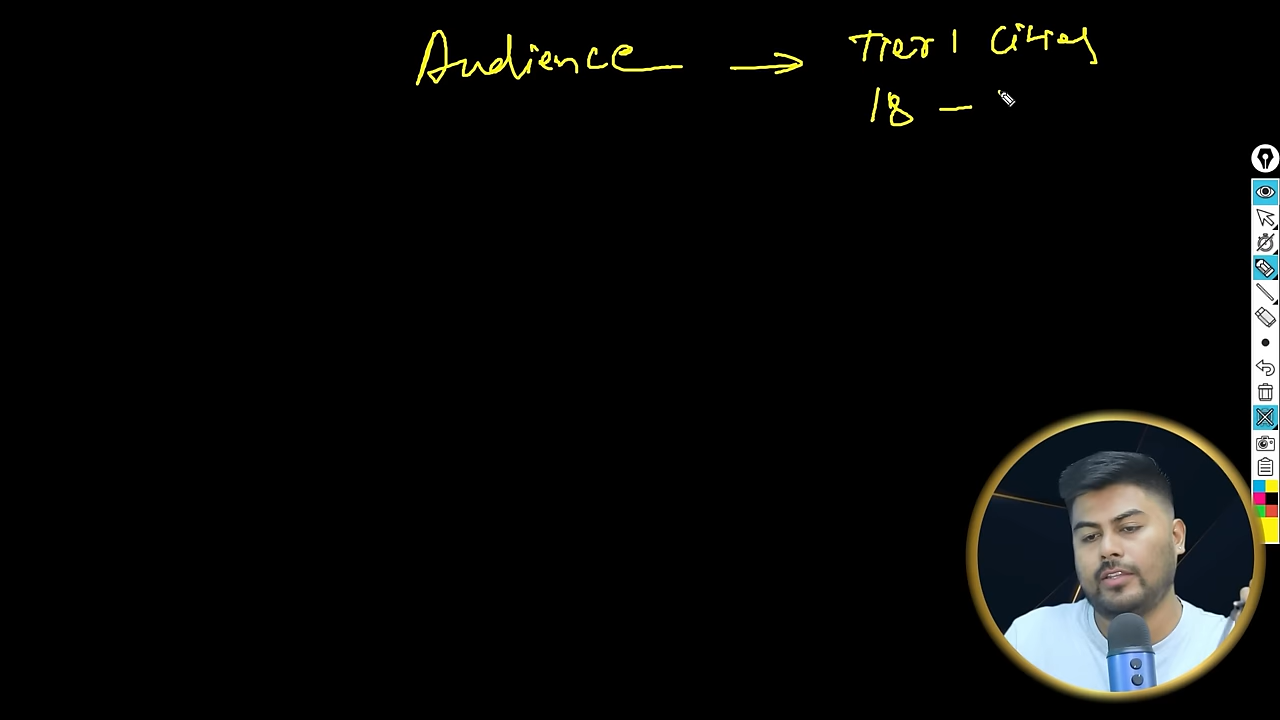 Audience → Tier 1 Cities
18 –